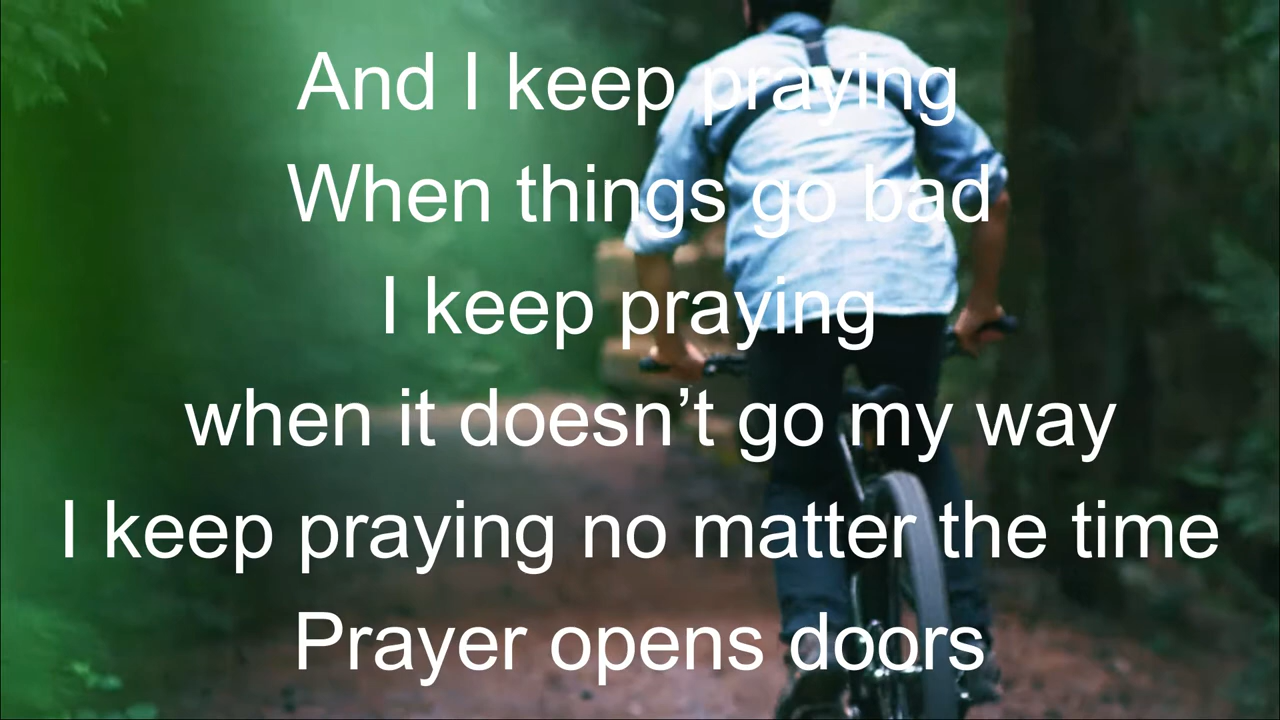 And I keep praying
When things go bad
I keep praying
when it doesn’t go my way
I keep praying no matter the time
Prayer opens doors